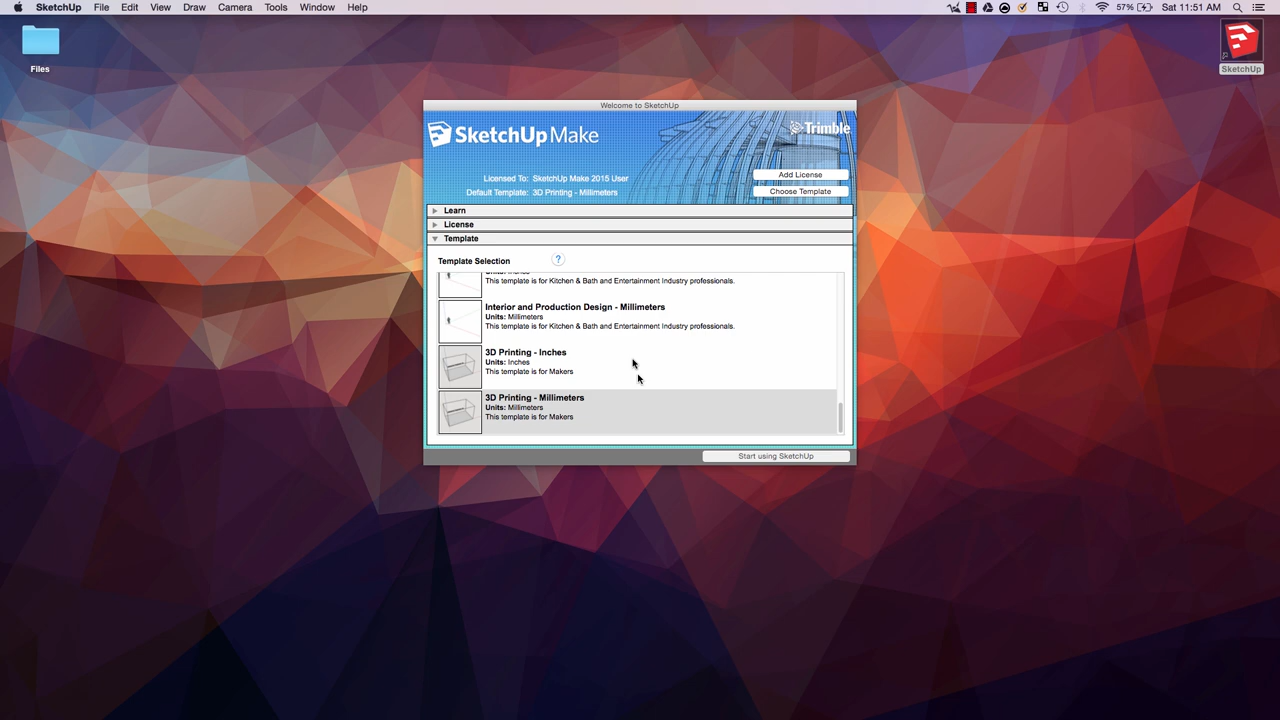 SketchUp File Edit View Draw Camera Tools Window Help 57% Sat 11:51 AM
Files
SketchUp
Welcome to SketchUp
SketchUp Make
Trimble
Licensed To: SketchUp Make 2015 User
Add License
Default Template: 3D Printing - Millimeters
Choose Template
Learn
License
Template
Template Selection ?
This template is for Kitchen & Bath and Entertainment Industry professionals.
Interior and Production Design - Millimeters
Units: Millimeters
This template is for Kitchen & Bath and Entertainment Industry professionals.
3D Printing - Inches
Units: Inches
This template is for Makers
3D Printing - Millimeters
Units: Millimeters
This template is for Makers
Start using SketchUp